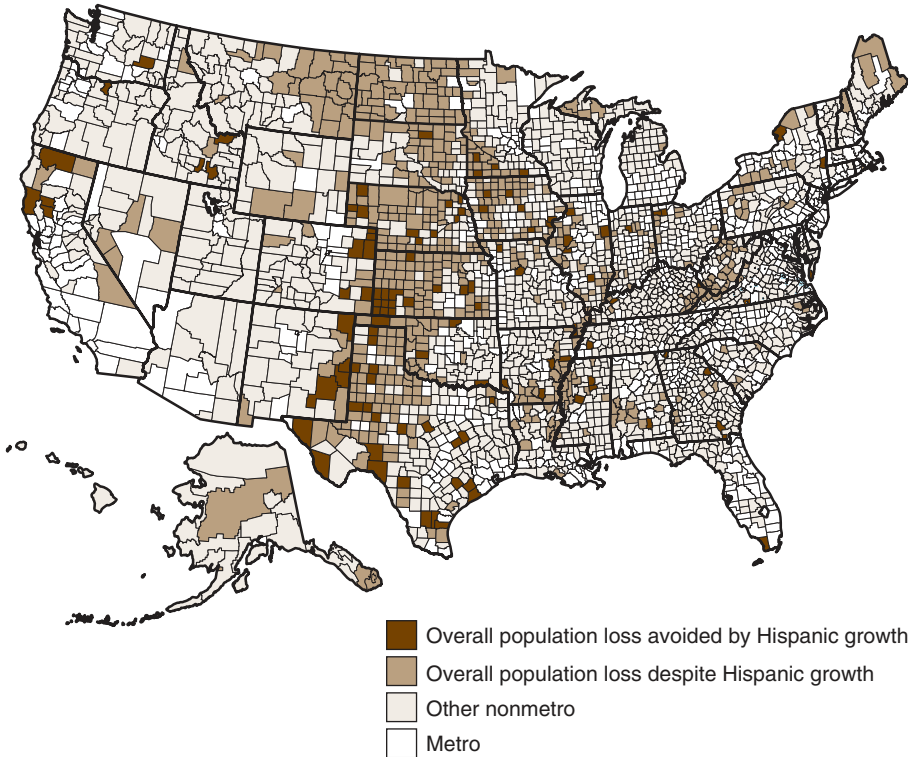 Overall population loss avoided by Hispanic growth
Overall population loss despite Hispanic growth
Other nonmetro
Metro